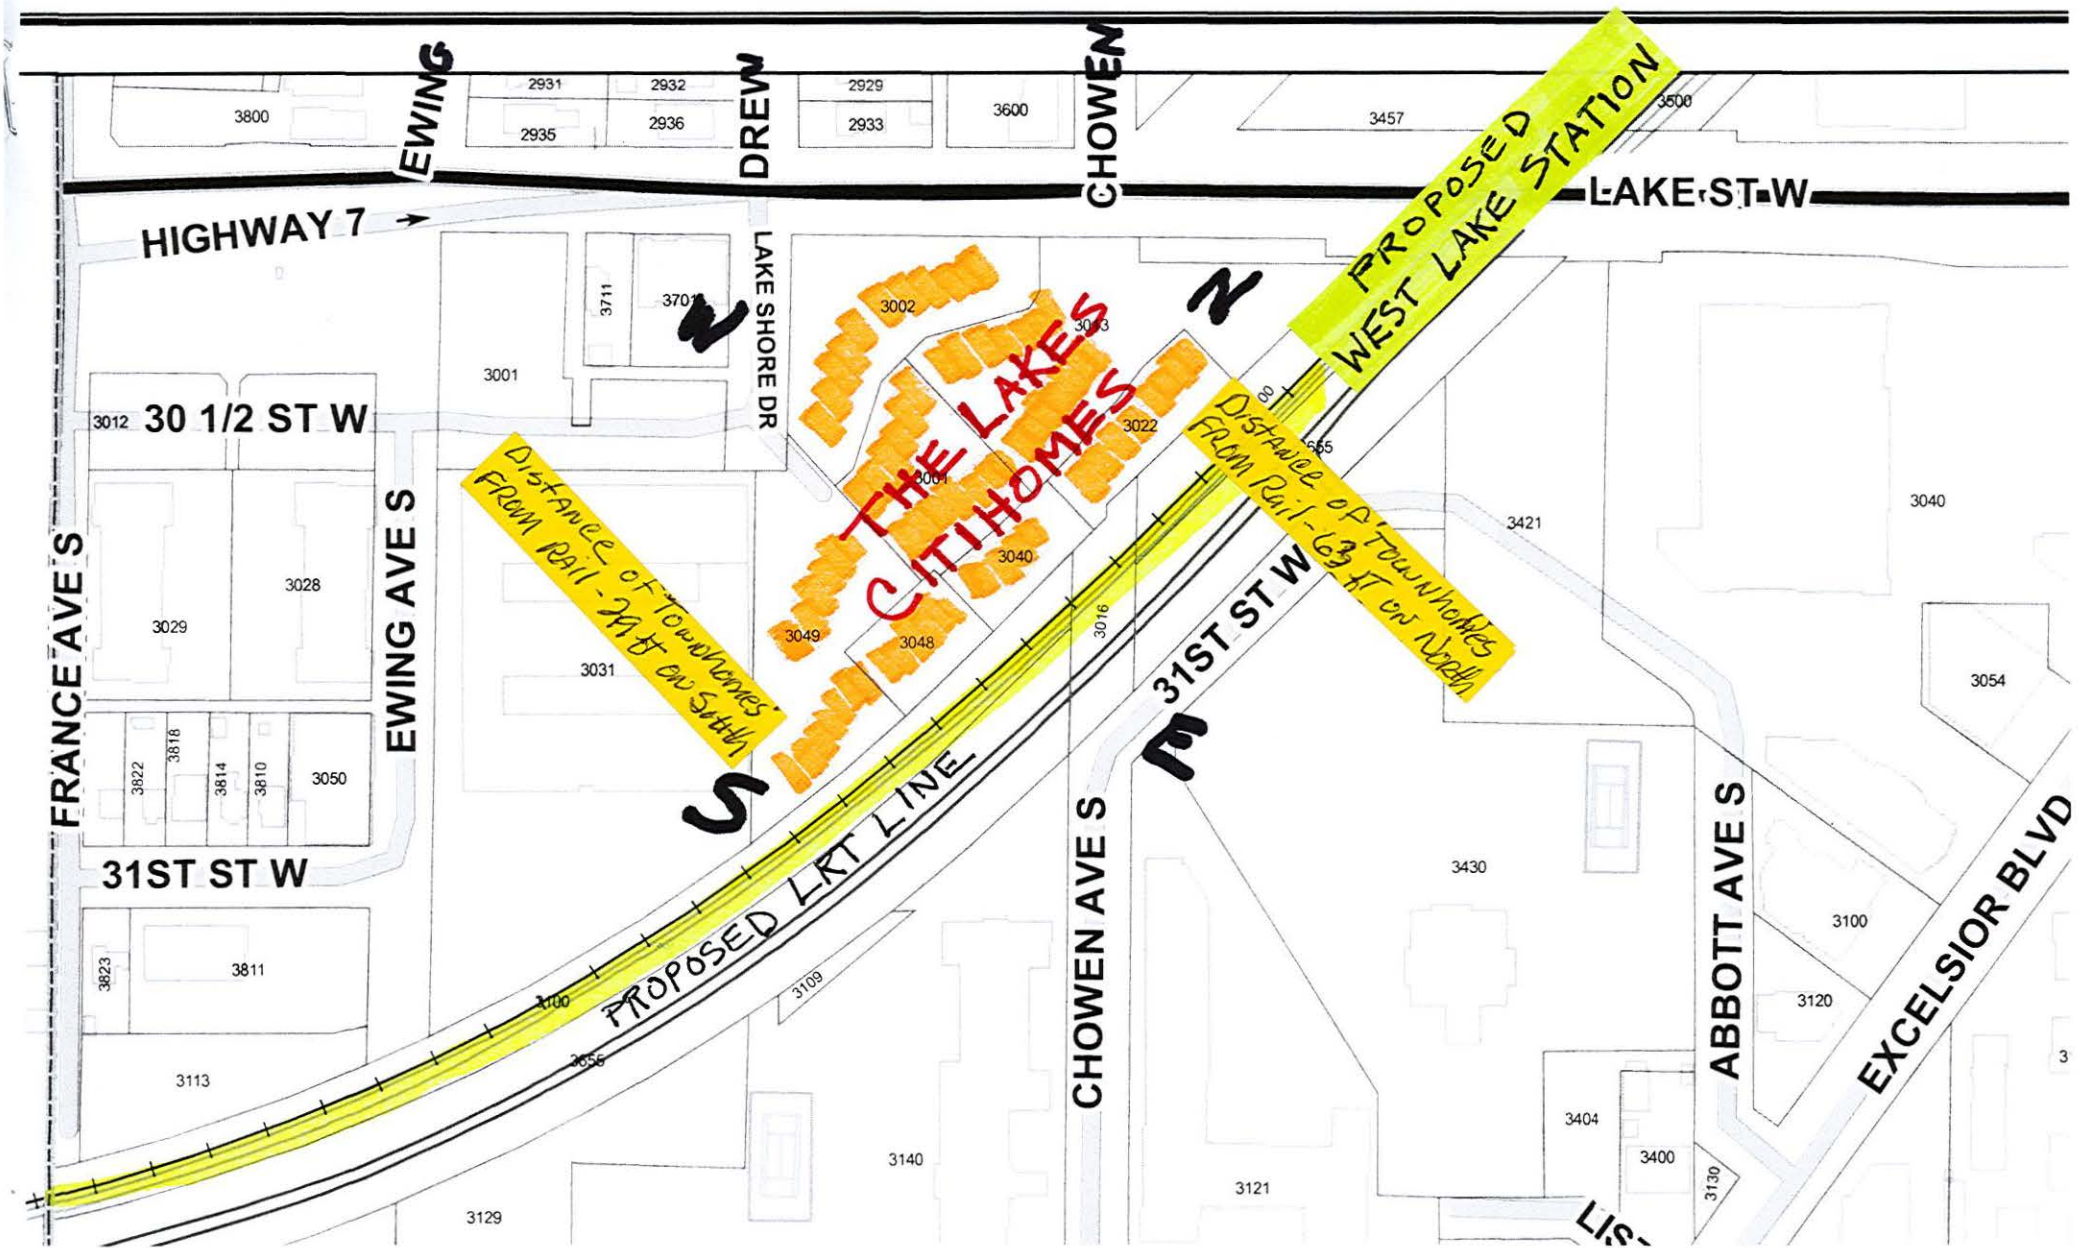 EWING
DREW
CHOWEN
2931
2932
2929
3800
2935
2936
2933
3600
3457
3500
PROPOSED
WEST LAKE STATION
LAKE ST W
HIGHWAY 7
LAKE SHORE DR
3711
3701
W
N
3002
3013
3001
3012
30 1/2 ST W
3022
THE LAKES
CITIHOMES
3001
3040
3049
3048
DISTANCE OF TOWNHOMES
FROM RAIL - 29 ft ON South
DISTANCE OF TOWNHOMES
FROM RAIL - 63 ft ON NORTH
3421
3040
3029
3028
3031
3016
31ST ST W
3054
FRANCE AVE S
EWING AVE S
3822
3818
3814
3810
3050
S
E
31ST ST W
PROPOSED LRT LINE
3430
CHOWEN AVE S
ABBOTT AVE S
EXCELSIOR BLVD
3823
3811
3100
3109
3100
3120
3655
3113
3404
3400
3130
3140
3121
3129